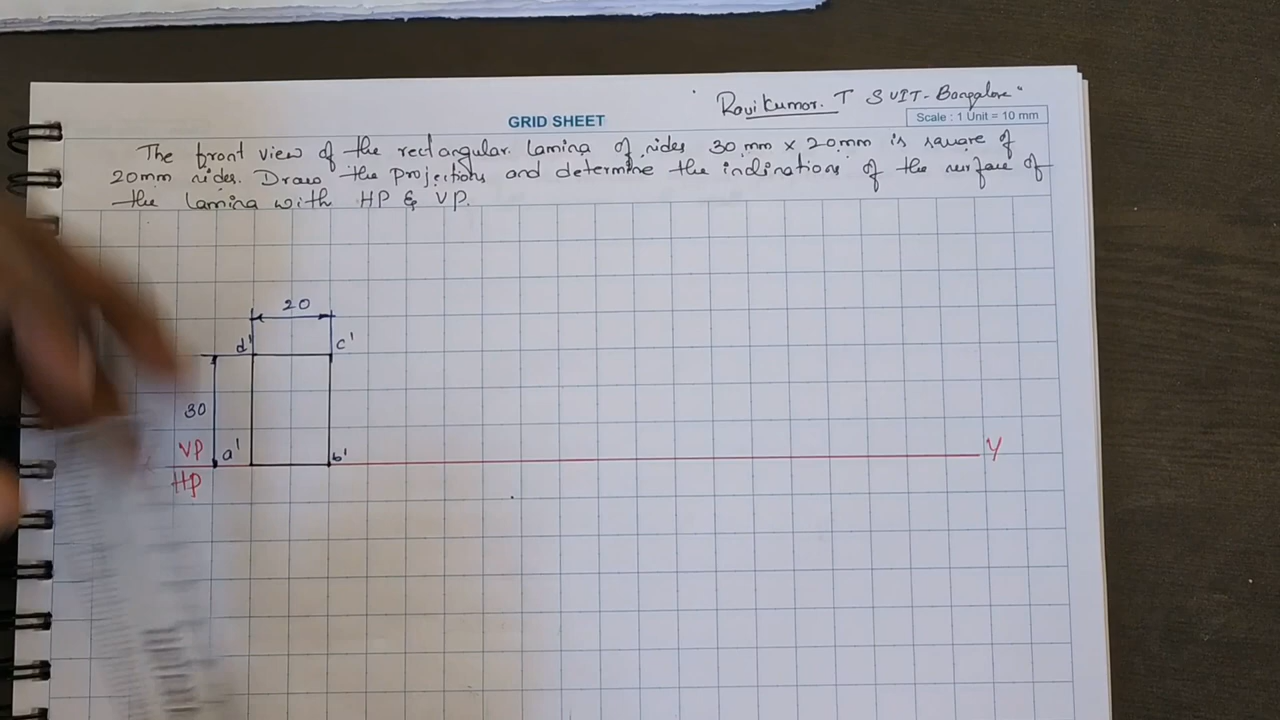 Ravikumar. T SVIT-Bangalore"
GRID SHEET
Scale : 1 Unit = 10 mm
The front view of the rectangular lamina of sides 30 mm x 20mm is square of
20mm sides. Draw the projections and determine the inclinations of the surface of
the lamina with HP & VP.
20
d' c'
30
VP a' b' Y
HP